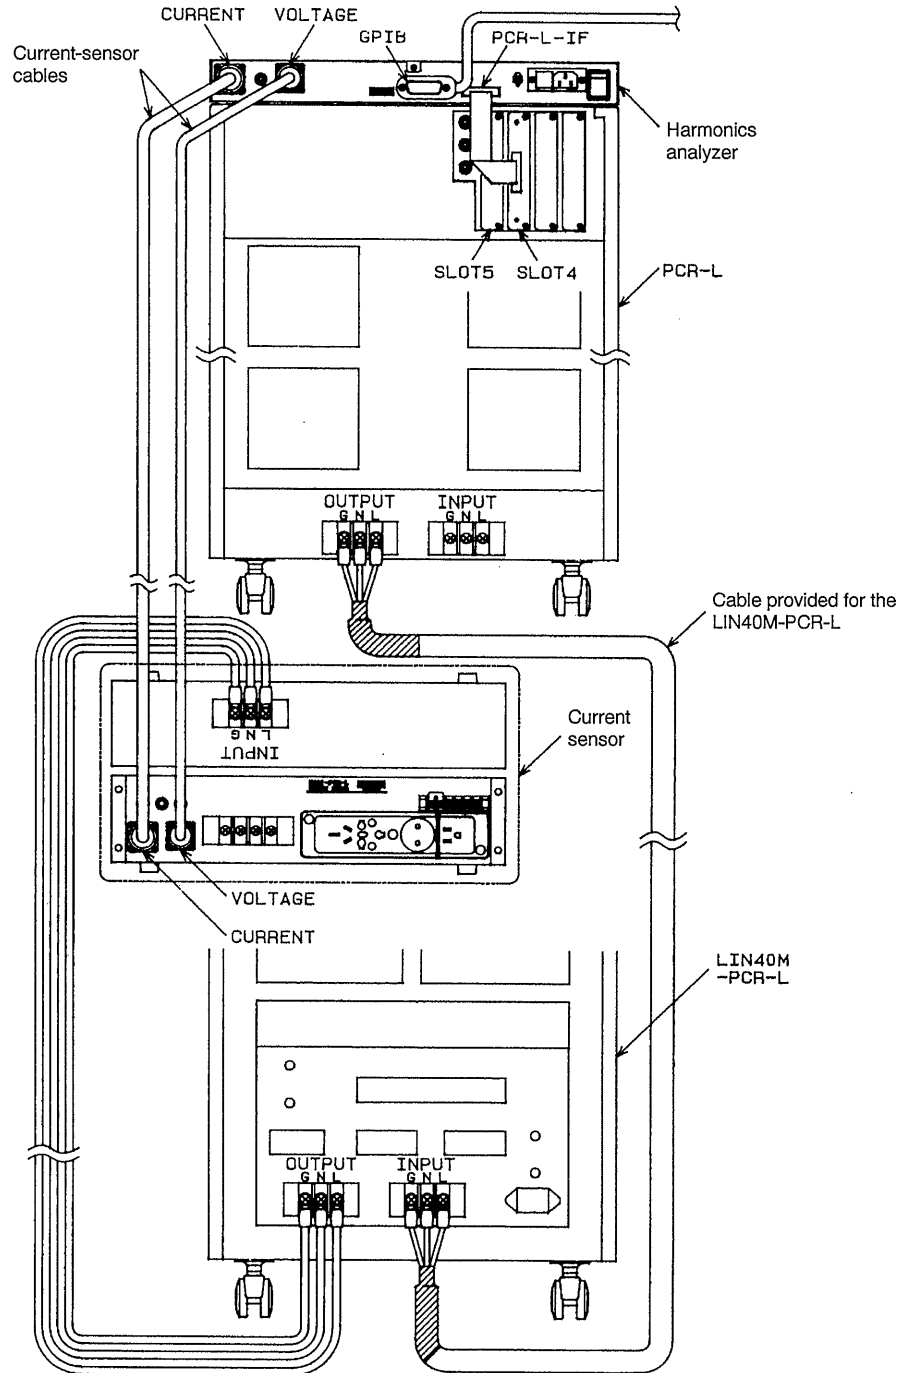 CURRENT
VOLTAGE
GPIB
PCR-L-IF
Current-sensor
cables
Harmonics
analyzer
SLOT5
SLOT4
PCR-L
OUTPUT
G N L
INPUT
G N L
Cable provided for the
LIN40M-PCR-L
L N G
INPUT
Current
sensor
VOLTAGE
CURRENT
LIN40M
-PCR-L
OUTPUT
G N L
INPUT
G N L